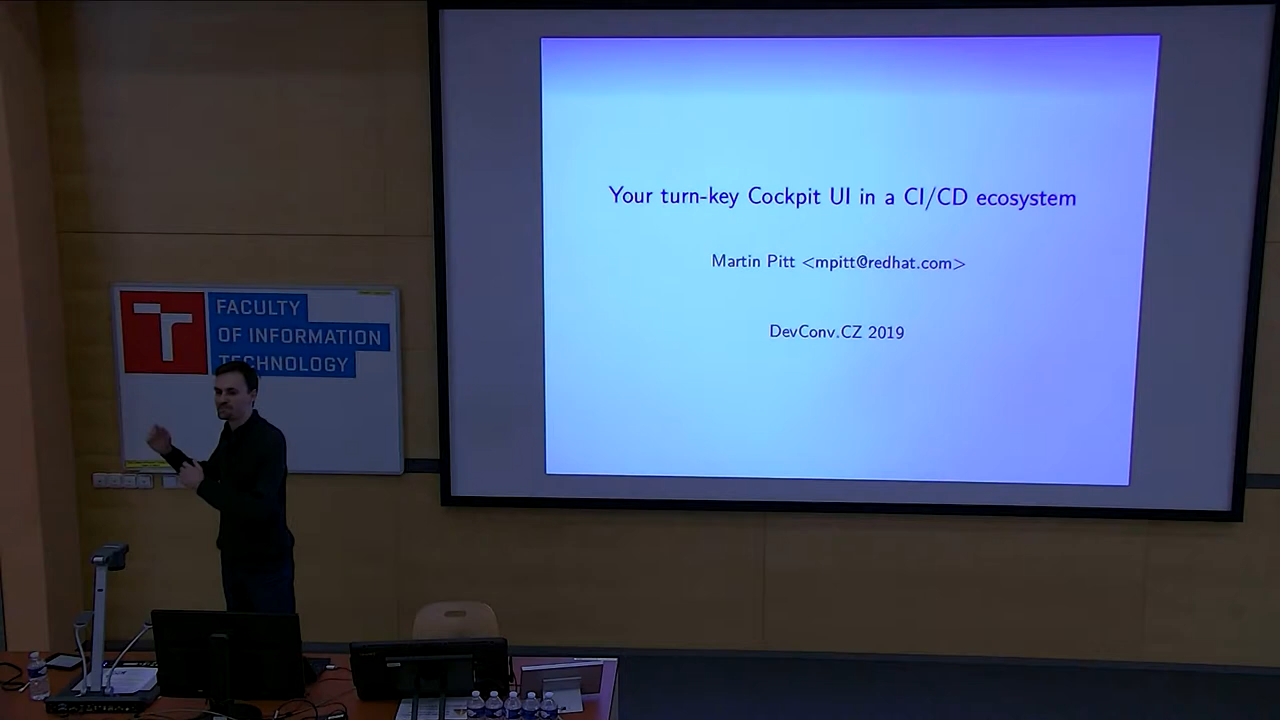 Your turn-key Cockpit UI in a CI/CD ecosystem
Martin Pitt <mpitt@redhat.com>
DevConv.CZ 2019
FACULTY
OF INFORMATION
TECHNOLOGY